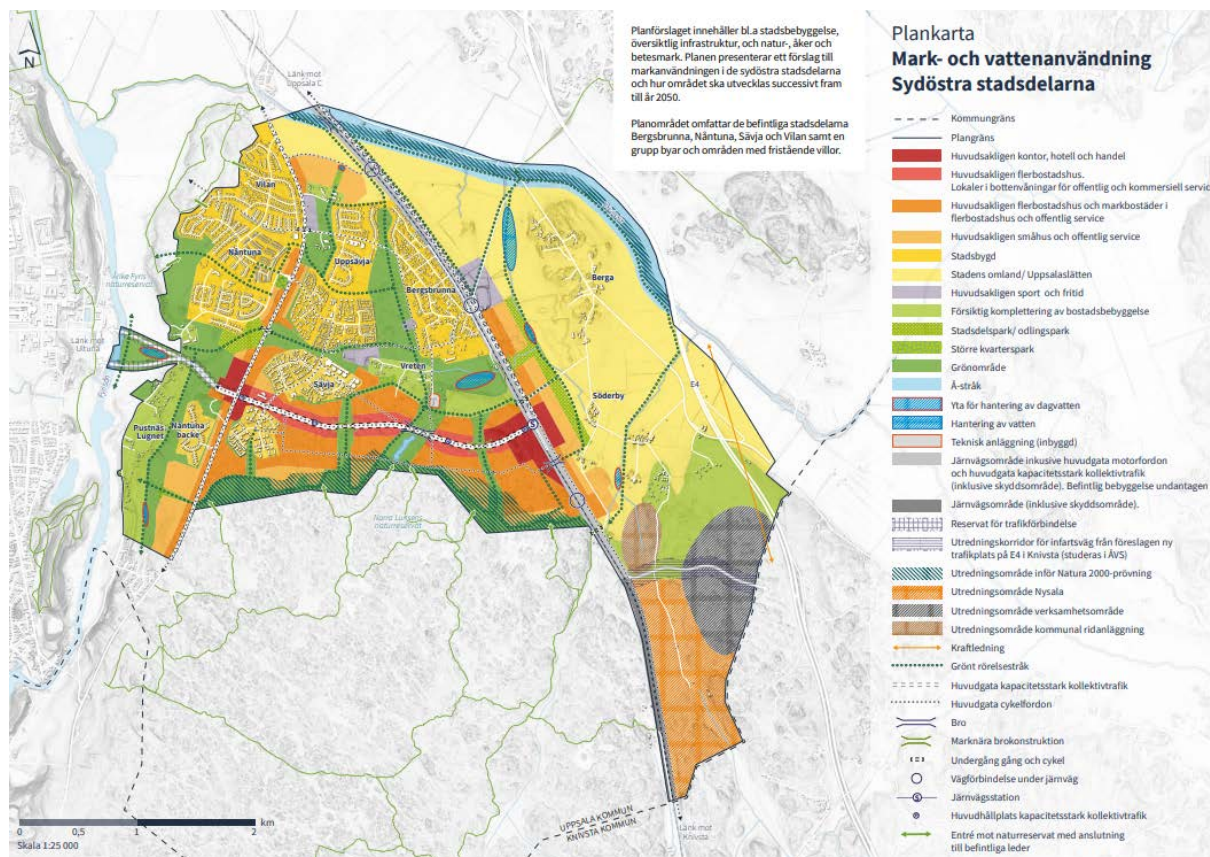 Planförslaget innehåller bl.a stadsbebyggelse,
översiktlig infrastruktur, och natur-, åker och
betesmark. Planen presenterar ett förslag till
markanvändningen i de sydöstra stadsdelarna
och hur området ska utvecklas successivt fram
till år 2050.
Planområdet omfattar de befintliga stadsdelarna
Bergsbrunna, Nåntuna, Sävja och Vilan samt en
grupp byar och områden med fristående villor.
Plankarta
Mark- och vattenanvändning
Sydöstra stadsdelarna
Kommungräns
Plangräns
Huvudsakligen kontor, hotell och handel
Huvudsakligen flerbostadshus.
Lokaler i bottenvåningar för offentlig och kommersiell servic
Huvudsakligen flerbostadshus och markbostäder i
flerbostadshus och offentlig service
Huvudsakligen småhus och offentlig service
Stadsbygd
Stadens omland/ Uppsalaslätten
Huvudsakligen sport och fritid
Försiktig komplettering av bostadsbebyggelse
Stadsdelspark/ odlingspark
Större kvarterspark
Grönområde
Å-stråk
Yta för hantering av dagvatten
Hantering av vatten
Teknisk anläggning (inbyggd)
Järnvägsområde inkusive huvudgata motorfordon
och huvudgata kapacitetsstark kollektivtrafik
(inklusive skyddsområde). Befintlig bebyggelse undantagen
Järnvägsområde (inklusive skyddsområde).
Reservat för trafikförbindelse
Utredningskorridor för infartsväg från föreslagen ny
trafikplats på E4 i Knivsta (studeras i ÅVS)
Utredningsområde inför Natura 2000-prövning
Utredningsområde Nysala
Utredningsområde verksamhetsområde
Utredningsområde kommunal ridanläggning
Kraftledning
Grönt rörelsestråk
Huvudgata kapacitetsstark kollektivtrafik
Huvudgata cykelfordon
Bro
Marknära brokonstruktion
Undergång gång och cykel
Vägförbindelse under järnväg
S
Järnvägsstation
Huvudhållplats kapacitetsstark kollektivtrafik
Entré mot naturreservat med anslutning
till befintliga leder
N
Länk mot
Uppsala C
Vilan
Nåntuna
Uppsävja
Bergsbrunna
Berga
Årike Fyris
naturreservat
Länk mot
Ultuna
Fyrisån
Vreten
Sävja
E4
Söderby
Pustnäs
Lugnet
Nåntuna
backe
S
Norra Lunsens
naturreservat
UPPSALA KOMMUN
KNIVSTA KOMMUN
Länk mot
Knivsta
0 0,5 1 2 km
Skala 1:25 000